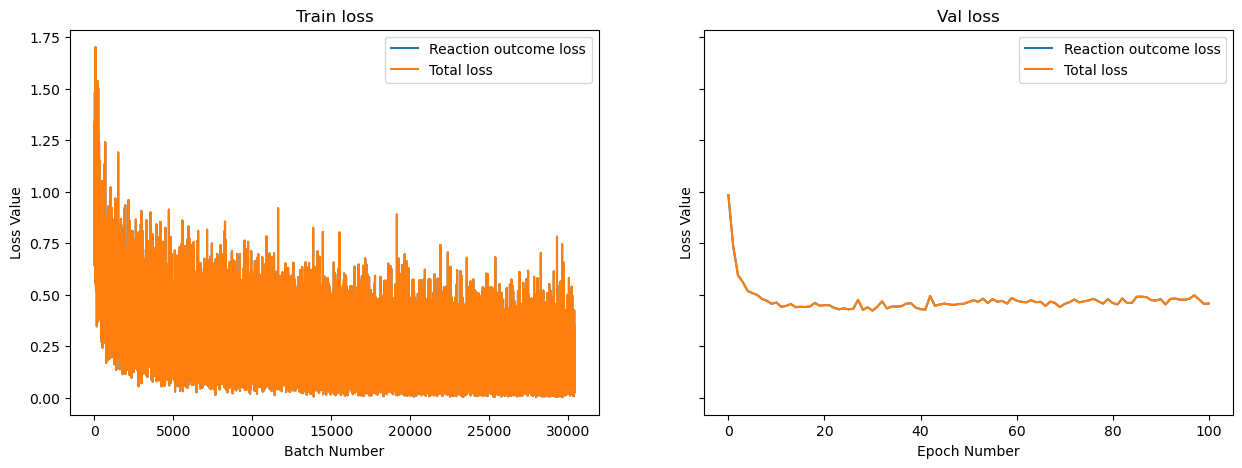 Train loss
Loss Value
1.75
1.50
1.25
1.00
0.75
0.50
0.25
0.00
Reaction outcome loss
Total loss
0
5000
10000
15000
20000
25000
30000
Batch Number
Val loss
Loss Value
Reaction outcome loss
Total loss
0
20
40
60
80
100
Epoch Number